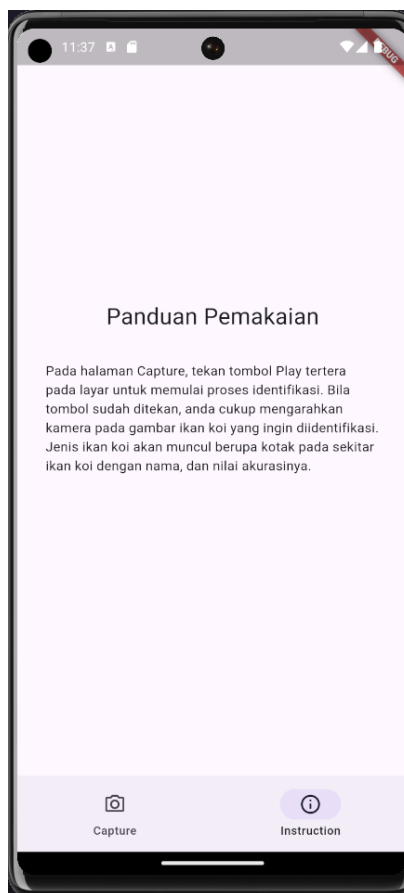 11:37
Panduan Pemakaian
Pada halaman Capture, tekan tombol Play tertera
pada layar untuk memulai proses identifikasi. Bila
tombol sudah ditekan, anda cukup mengarahkan
kamera pada gambar ikan koi yang ingin diidentifikasi.
Jenis ikan koi akan muncul berupa kotak pada sekitar
ikan koi dengan nama, dan nilai akurasinya.
Capture
Instruction